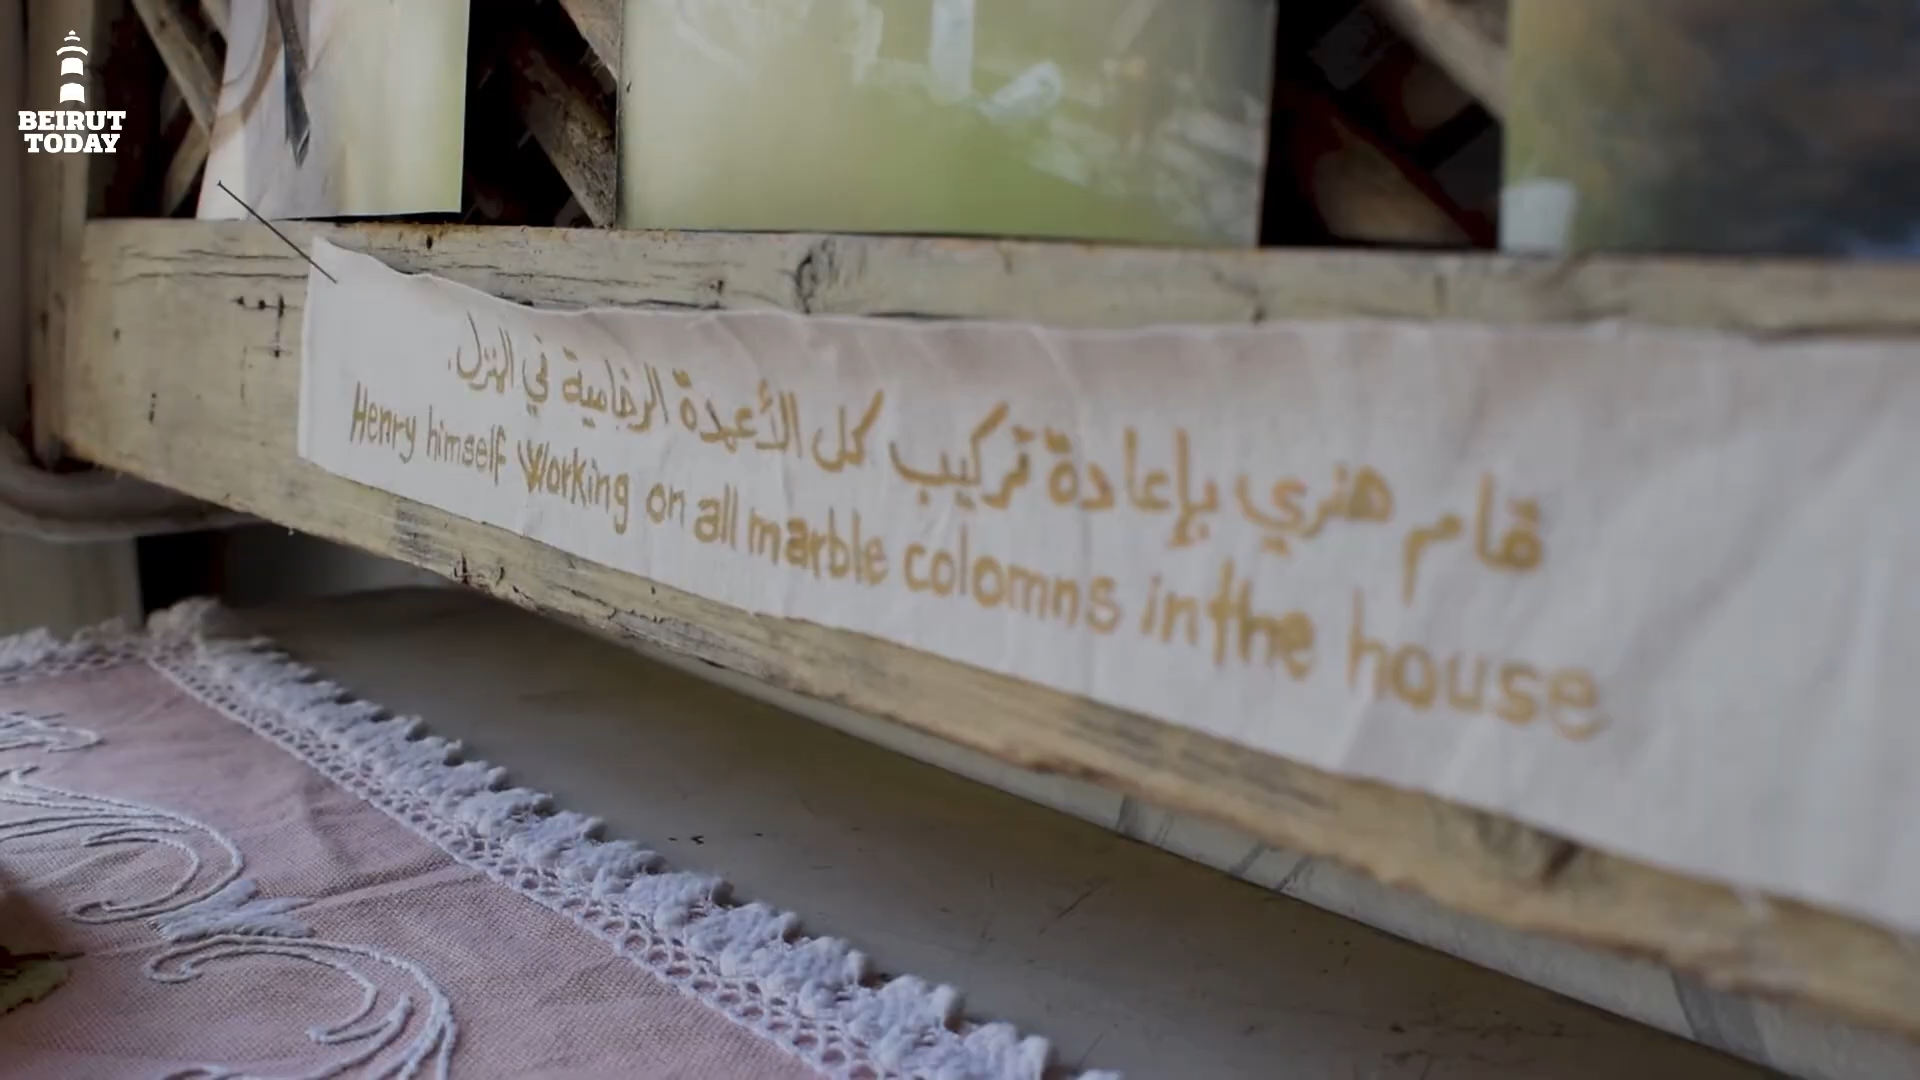 BEIRUT
TODAY
قام هنري بإعادة تركيب كل الأعمدة الرخامية في المنزل.
Henry himself Working on all marble colomns in the house